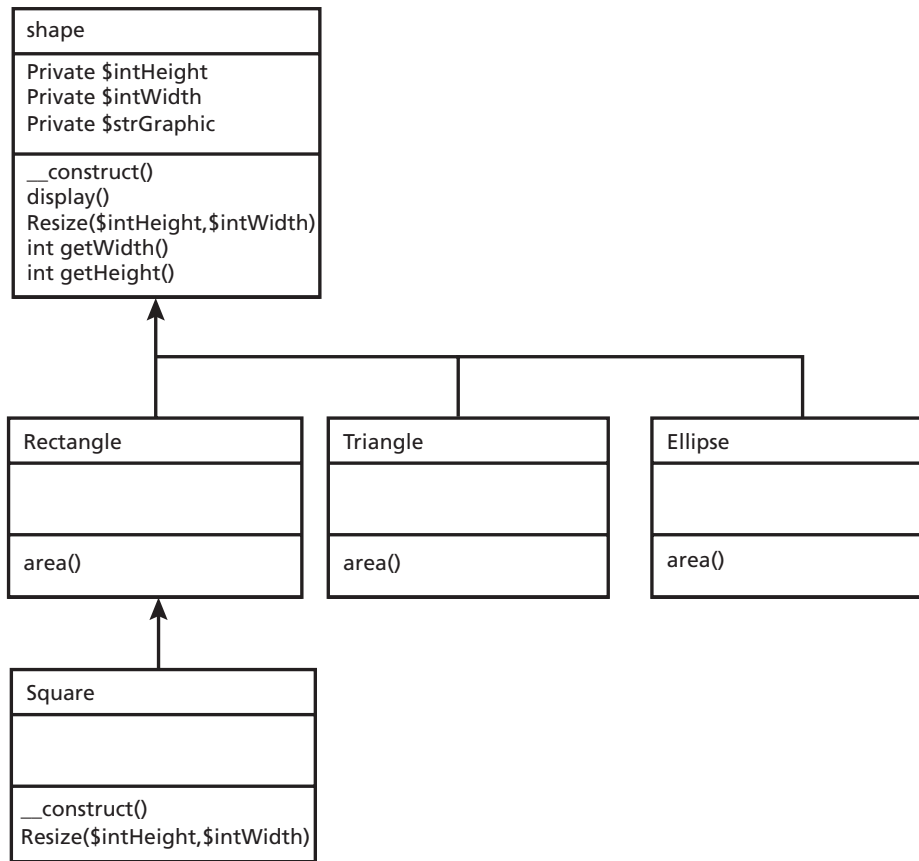 shape
Private $intHeight
Private $intWidth
Private $strGraphic
__construct()
display()
Resize($intHeight,$intWidth)
int getWidth()
int getHeight()
Rectangle
area()
Triangle
area()
Ellipse
area()
Square
__construct()
Resize($intHeight,$intWidth)